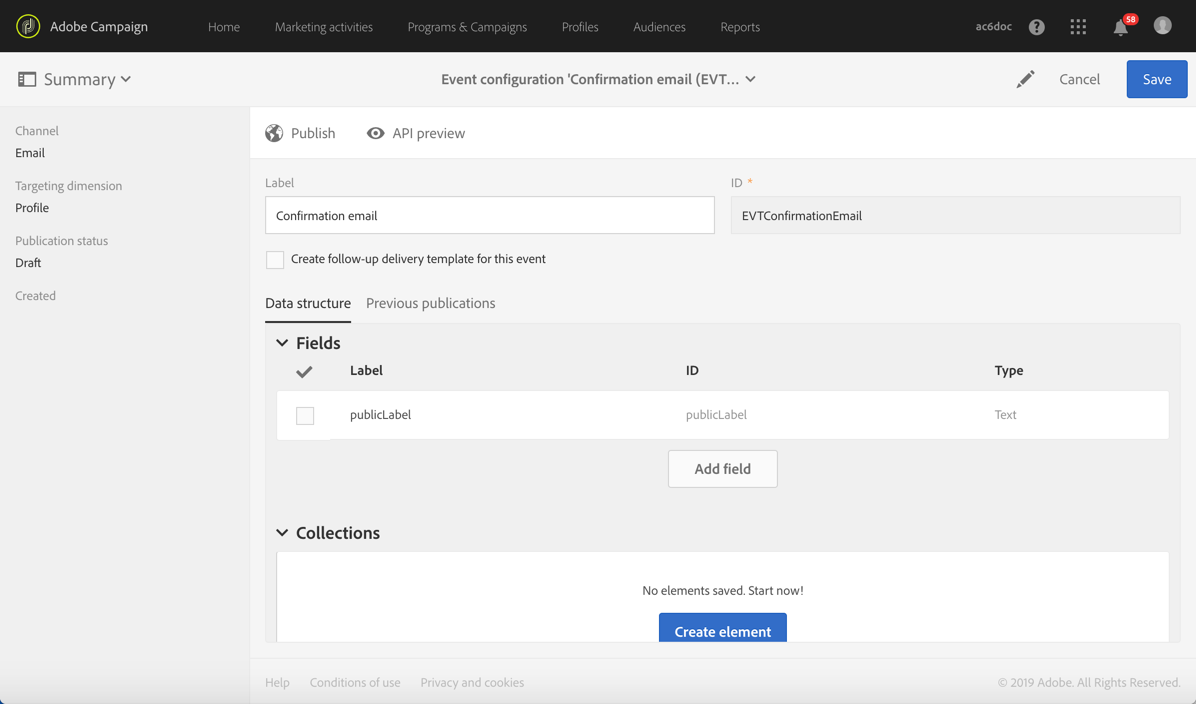 Adobe Campaign Home Marketing activities Programs & Campaigns Profiles Audiences Reports ac6doc 58
Summary Event configuration 'Confirmation email (EVT... Cancel Save
Channel
Email
Targeting dimension
Profile
Publication status
Draft
Created
Publish API preview
Label ID *
Confirmation email EVTConfirmationEmail
Create follow-up delivery template for this event
Data structure Previous publications
Fields
Label ID Type
publicLabel publicLabel Text
Add field
Collections
No elements saved. Start now!
Create element
Help Conditions of use Privacy and cookies © 2019 Adobe. All Rights Reserved.